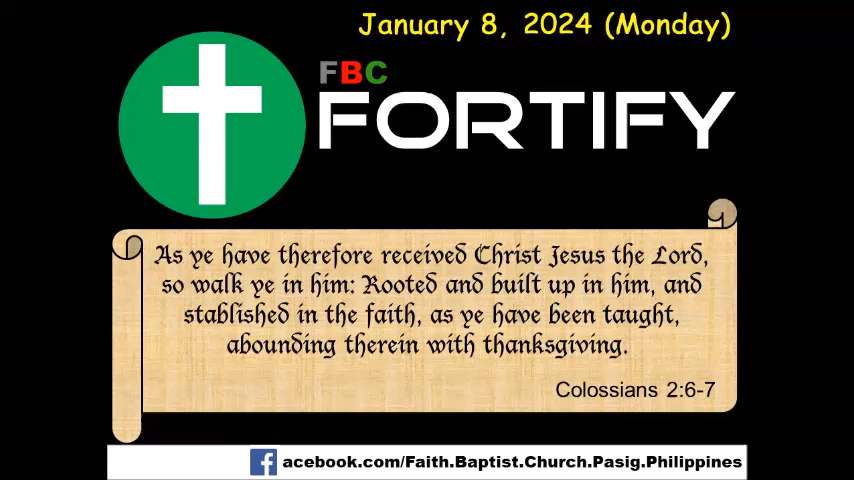 January 8, 2024 (Monday)
FBC
FORTIFY
As ye have therefore received Christ Jesus the Lord,
so walk ye in him: Rooted and built up in him, and
stablished in the faith, as ye have been taught,
abounding therein with thanksgiving.
Colossians 2:6-7
facebook.com/Faith.Baptist.Church.Pasig.Philippines